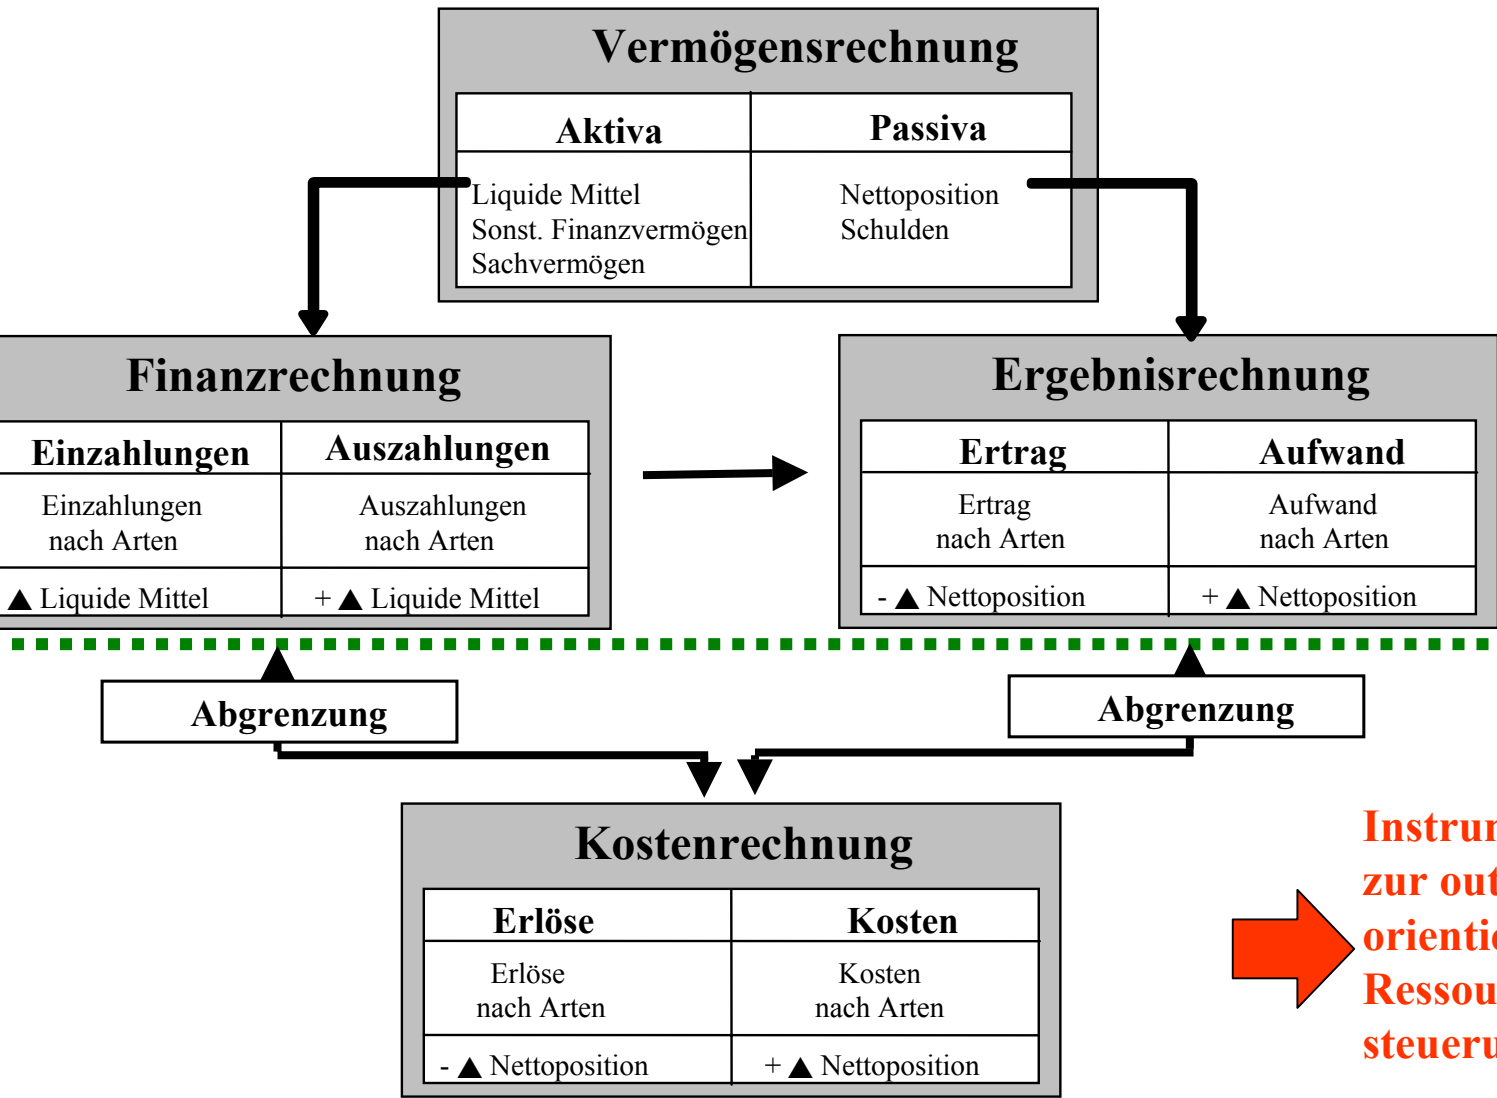 Vermögensrechnung
Aktiva
Passiva
Liquide Mittel
Sonst. Finanzvermögen
Sachvermögen
Nettoposition
Schulden
Finanzrechnung
Einzahlungen
Auszahlungen
Einzahlungen
nach Arten
Auszahlungen
nach Arten
▲ Liquide Mittel
+ ▲ Liquide Mittel
Ergebnisrechnung
Ertrag
Aufwand
Ertrag
nach Arten
Aufwand
nach Arten
- ▲ Nettoposition
+ ▲ Nettoposition
Abgrenzung
Abgrenzung
Kostenrechnung
Erlöse
Kosten
Erlöse
nach Arten
Kosten
nach Arten
- ▲ Nettoposition
+ ▲ Nettoposition
zur